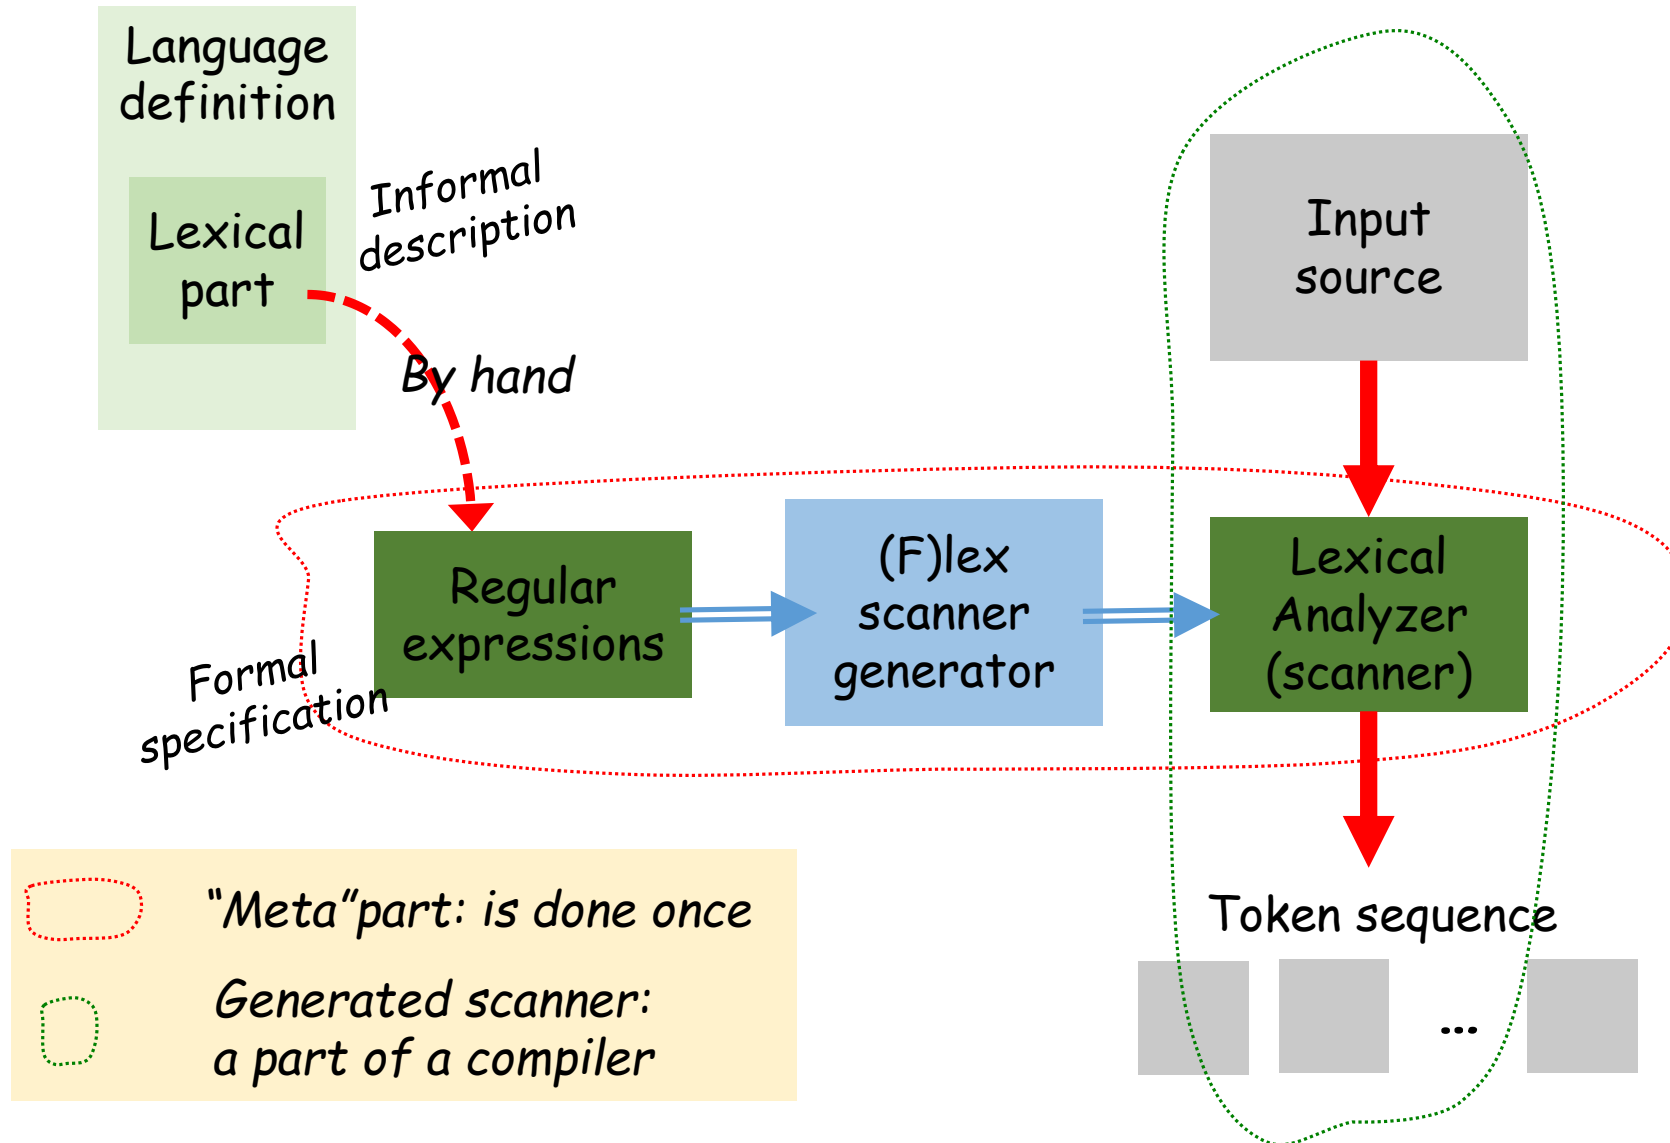 Language
definition
Lexical
part
Informal
description
By hand
Input
source
Regular
expressions
(F)lex
scanner
generator
Lexical
Analyzer
(scanner)
Formal
specification
Token sequence
...
“Meta”part: is done once
Generated scanner:
a part of a compiler